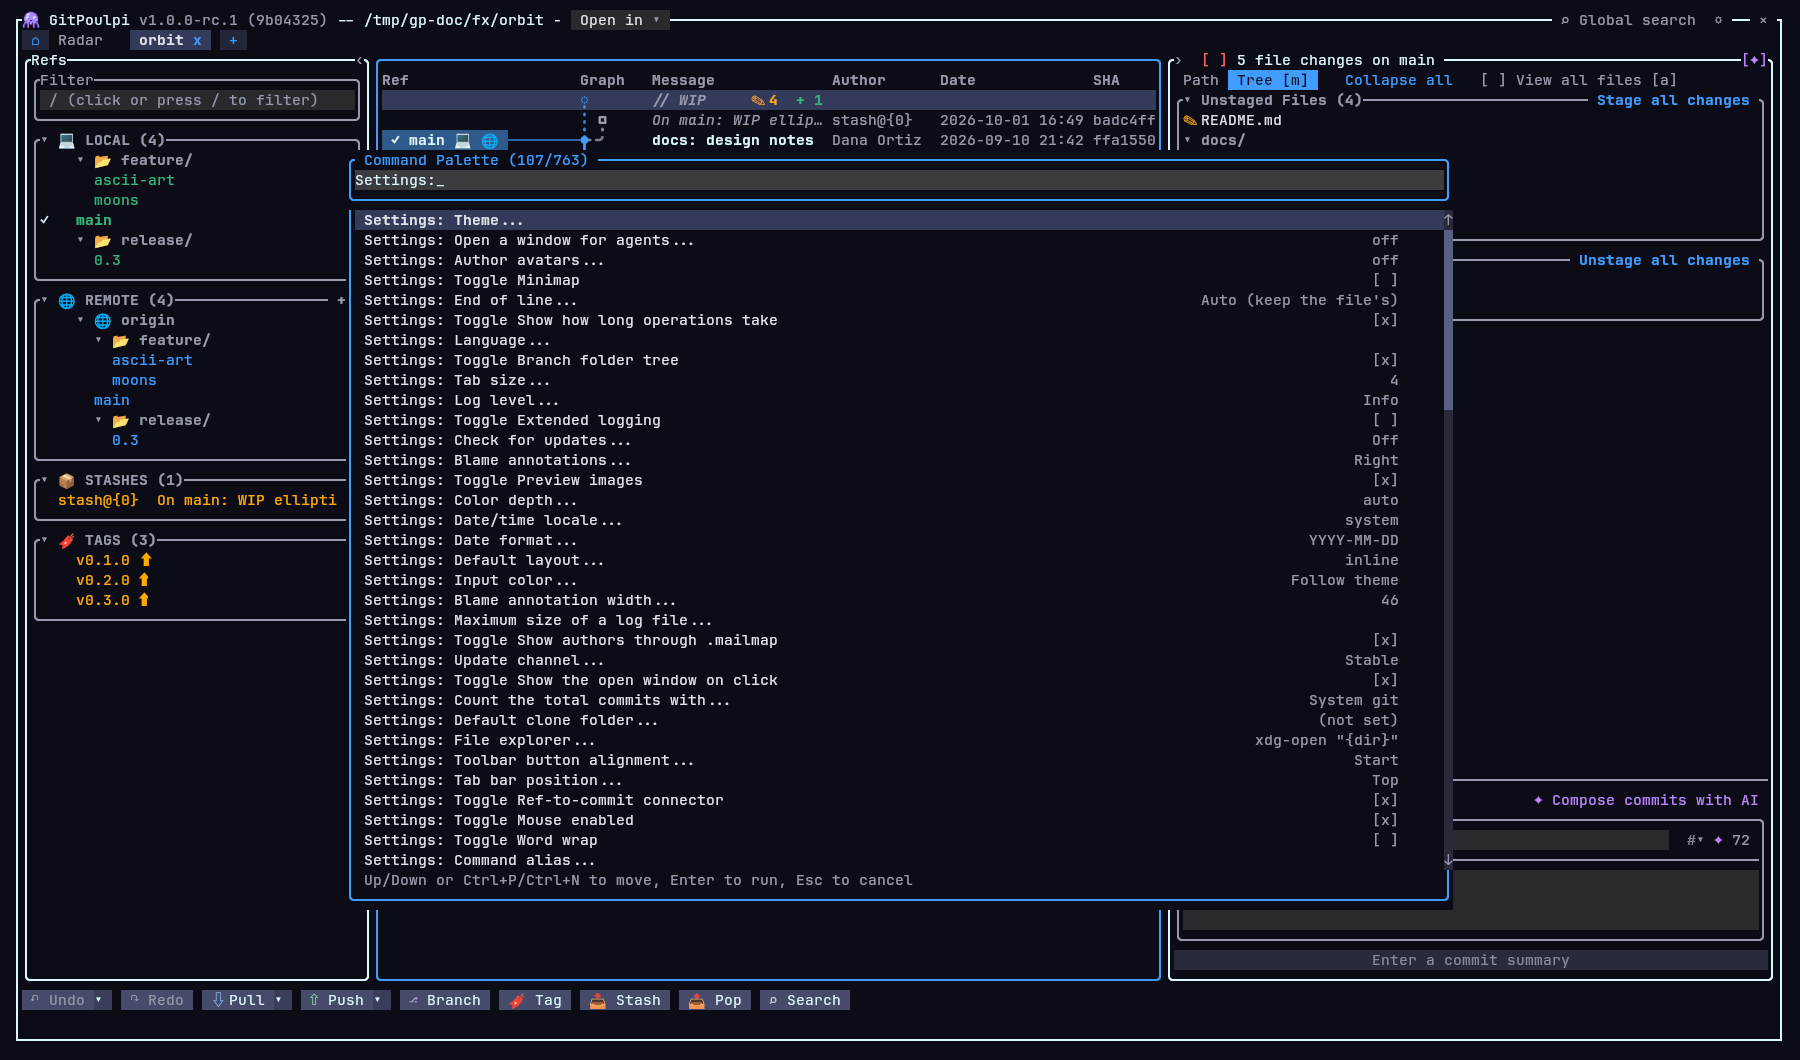 GitPoulpi v1.0.0-rc.1 (9b04325) -- /tmp/gp-doc/fx/orbit - Open in ▾ ⌕ Global search ⚙ — ×
⌂ Radar orbit x +
Refs ‹
Filter
/ (click or press / to filter)
▾ 💻 LOCAL (4)
▾ 📂 feature/
ascii-art
moons
✓ main
▾ 📂 release/
0.3
▾ 🌐 REMOTE (4) +
▾ 🌐 origin
▾ 📂 feature/
ascii-art
moons
main
▾ 📂 release/
0.3
▾ 📦 STASHES (1)
stash@{0} On main: WIP ellipti
▾ 🔖 TAGS (3)
v0.1.0 ⬆
v0.2.0 ⬆
v0.3.0 ⬆
Ref Graph Message Author Date SHA
// WIP ✎ 4 + 1
On main: WIP ellip… stash@{0} 2026-10-01 16:49 badc4ff
✓ main 💻 🌐 docs: design notes Dana Ortiz 2026-09-10 21:42 ffa1550
› [ ] 5 file changes on main [✦]
Path Tree [m] Collapse all [ ] View all files [a]
▾ Unstaged Files (4) Stage all changes
✎ README.md
▾ docs/
Unstage all changes
✦ Compose commits with AI
#▾ ✦ 72
Enter a commit summary
Command Palette (107/763)
Settings:_
Settings: Theme...
Settings: Open a window for agents... off
Settings: Author avatars... off
Settings: Toggle Minimap [ ]
Settings: End of line... Auto (keep the file's)
Settings: Toggle Show how long operations take [x]
Settings: Language...
Settings: Toggle Branch folder tree [x]
Settings: Tab size... 4
Settings: Log level... Info
Settings: Toggle Extended logging [ ]
Settings: Check for updates... Off
Settings: Blame annotations... Right
Settings: Toggle Preview images [x]
Settings: Color depth... auto
Settings: Date/time locale... system
Settings: Date format... YYYY-MM-DD
Settings: Default layout... inline
Settings: Input color... Follow theme
Settings: Blame annotation width... 46
Settings: Maximum size of a log file...
Settings: Toggle Show authors through .mailmap [x]
Settings: Update channel... Stable
Settings: Toggle Show the open window on click [x]
Settings: Count the total commits with... System git
Settings: Default clone folder... (not set)
Settings: File explorer... xdg-open "{dir}"
Settings: Toolbar button alignment... Start
Settings: Tab bar position... Top
Settings: Toggle Ref-to-commit connector [x]
Settings: Toggle Mouse enabled [x]
Settings: Toggle Word wrap [ ]
Settings: Command alias...
Up/Down or Ctrl+P/Ctrl+N to move, Enter to run, Esc to cancel
↶ Undo ▾ ↷ Redo ⇩ Pull ▾ ⇧ Push ▾ ⎇ Branch 🔖 Tag 📥 Stash 📤 Pop ⌕ Search